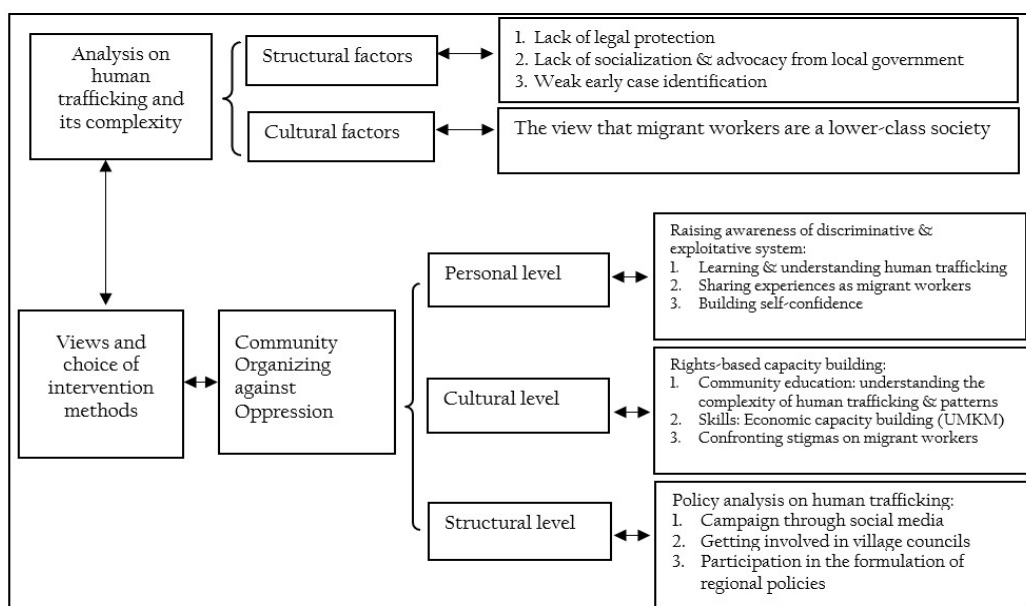 Analysis on
human
trafficking and
its complexity
Structural factors
1. Lack of legal protection
2. Lack of socialization & advocacy from local government
3. Weak early case identification
Cultural factors
The view that migrant workers are a lower-class society
Views and
choice of
intervention
methods
Community
Organizing
against
Oppression
Personal level
Raising awareness of discriminative &
exploitative system:
1. Learning & understanding human trafficking
2. Sharing experiences as migrant workers
3. Building self-confidence
Cultural level
Rights-based capacity building:
1. Community education: understanding the
complexity of human trafficking & patterns
2. Skills: Economic capacity building (UMKM)
3. Confronting stigmas on migrant workers
Structural level
Policy analysis on human trafficking:
1. Campaign through social media
2. Getting involved in village councils
3. Participation in the formulation of
regional policies